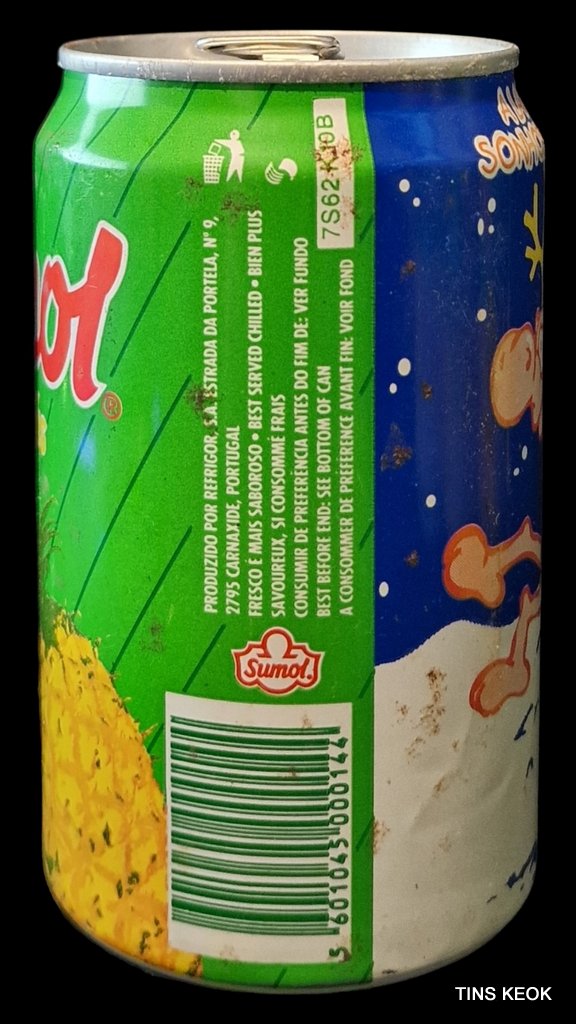 ol®
7S62-K10B
PRODUZIDO POR REFRIGOR, S.A. ESTRADA DA PORTELA, Nº 9,
2795 CARNAXIDE, PORTUGAL
FRESCO É MAIS SABOROSO • BEST SERVED CHILLED • BIEN PLUS
SAVOUREUX, SI CONSOMMÉ FRAIS
CONSUMIR DE PREFERÊNCIA ANTES DO FIM DE: VER FUNDO
BEST BEFORE END: SEE BOTTOM OF CAN
A CONSOMMER DE PREFERENCE AVANT FIN: VOIR FOND
Sumol.
5 601045 000144
TINS KEOK